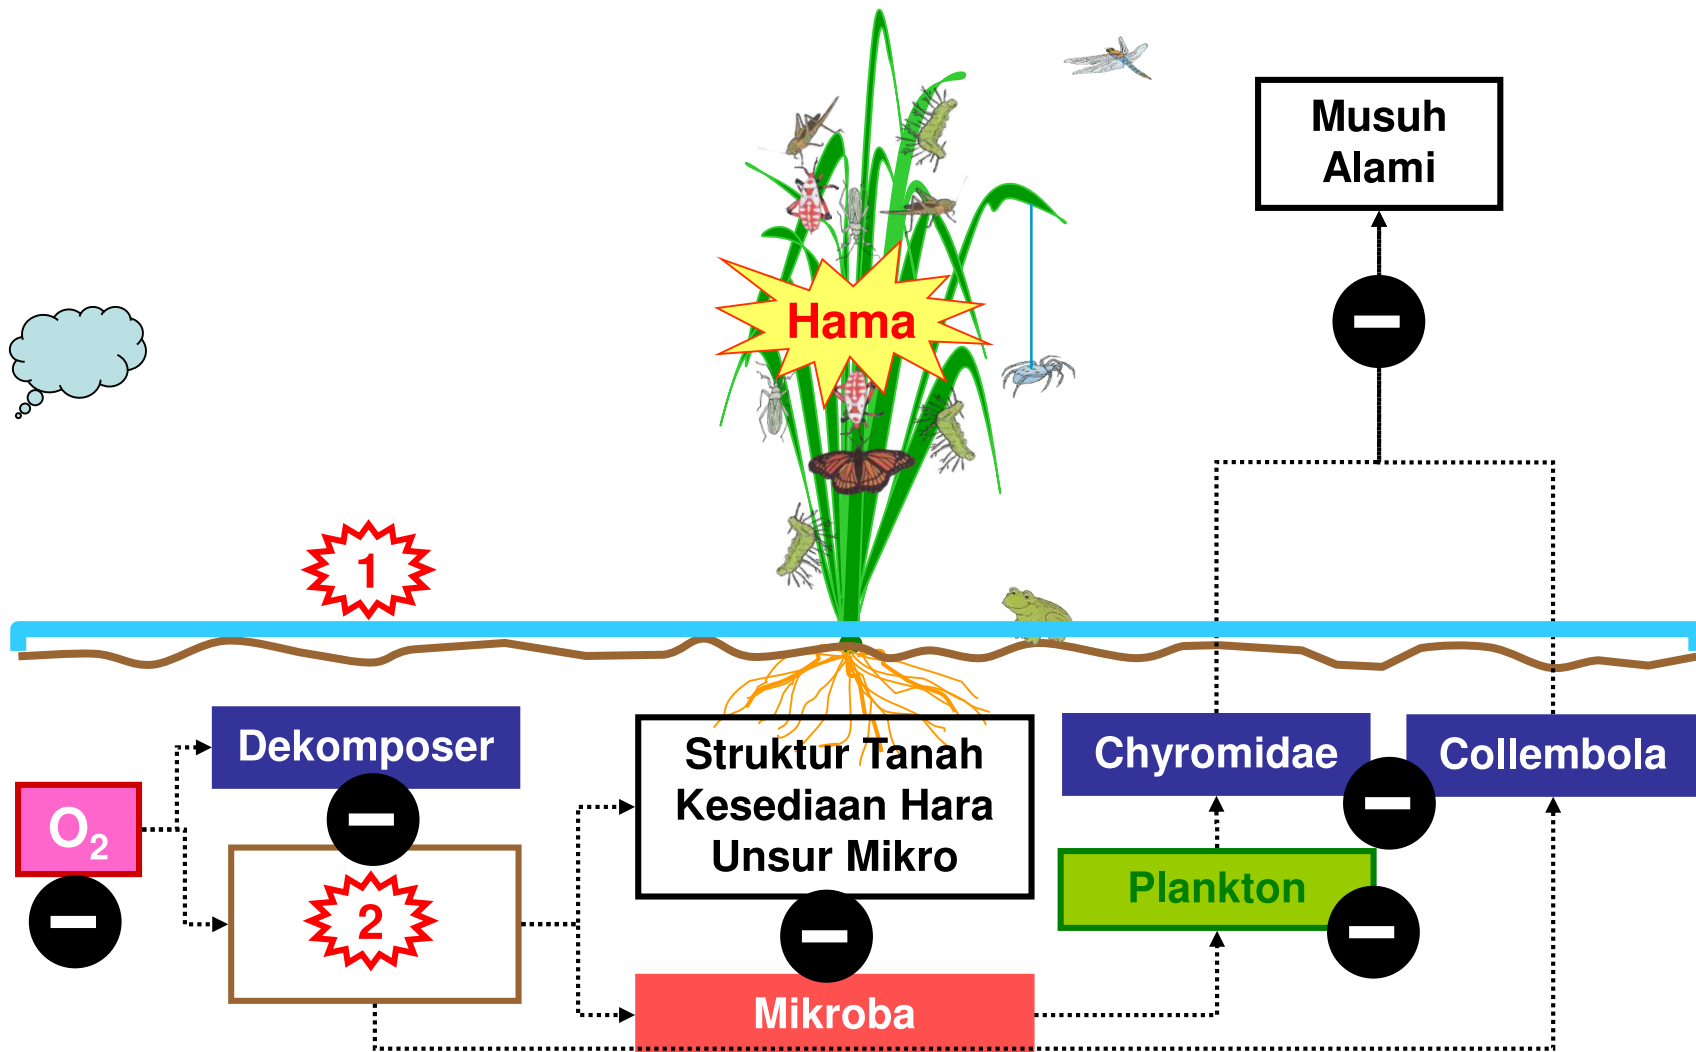 Musuh
Alami
Hama
1
Dekomposer
O₂
2
Struktur Tanah
Kesediaan Hara
Unsur Mikro
Mikroba
Chyromidae
Collembola
Plankton